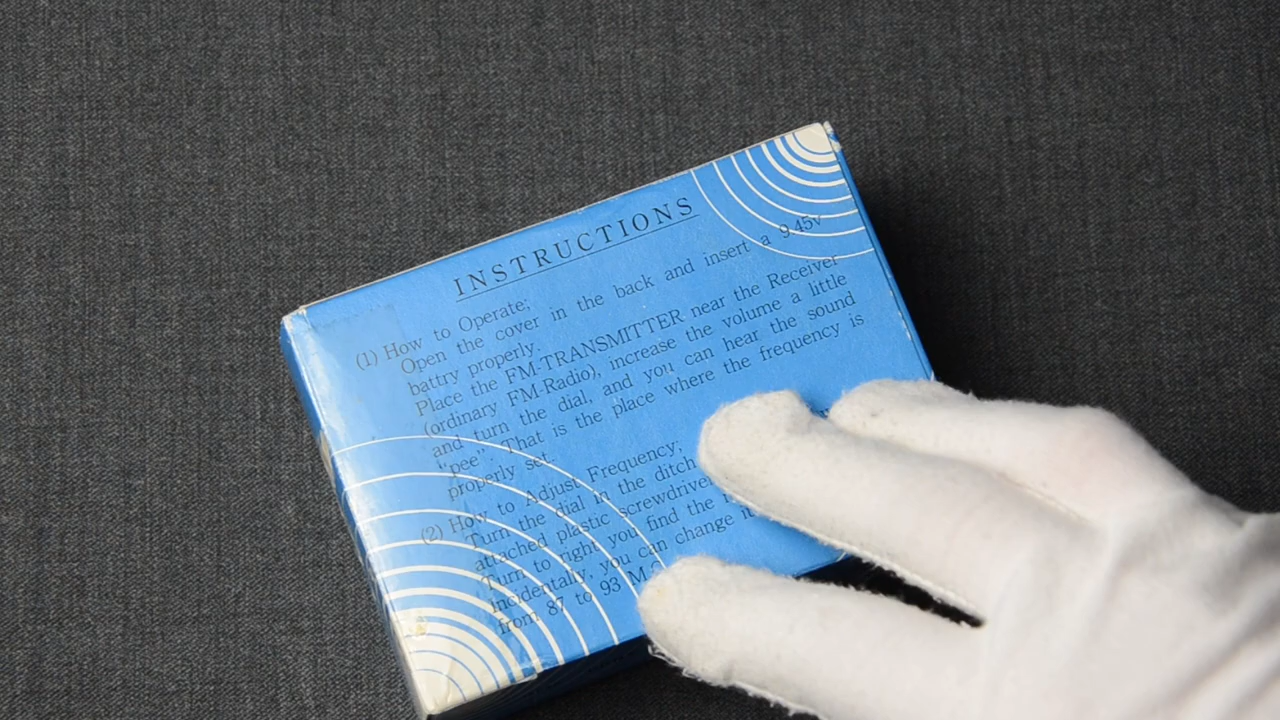 INSTRUCTIONS
(1) How to Operate;
Open the cover in the back and insert a 9.45v
battry properly.
Place the FM-TRANSMITTER near the Receiver
(ordinary FM-Radio), increase the volume a little
and turn the dial, and you can hear the sound
"pee". That is the place where the frequency is
properly set.
(2) How to Adjust Frequency;
Turn the dial in the ditch
attached plastic screwdriver
Turn to right you find the
incidentally, you can change it
from 87 to 93 M.